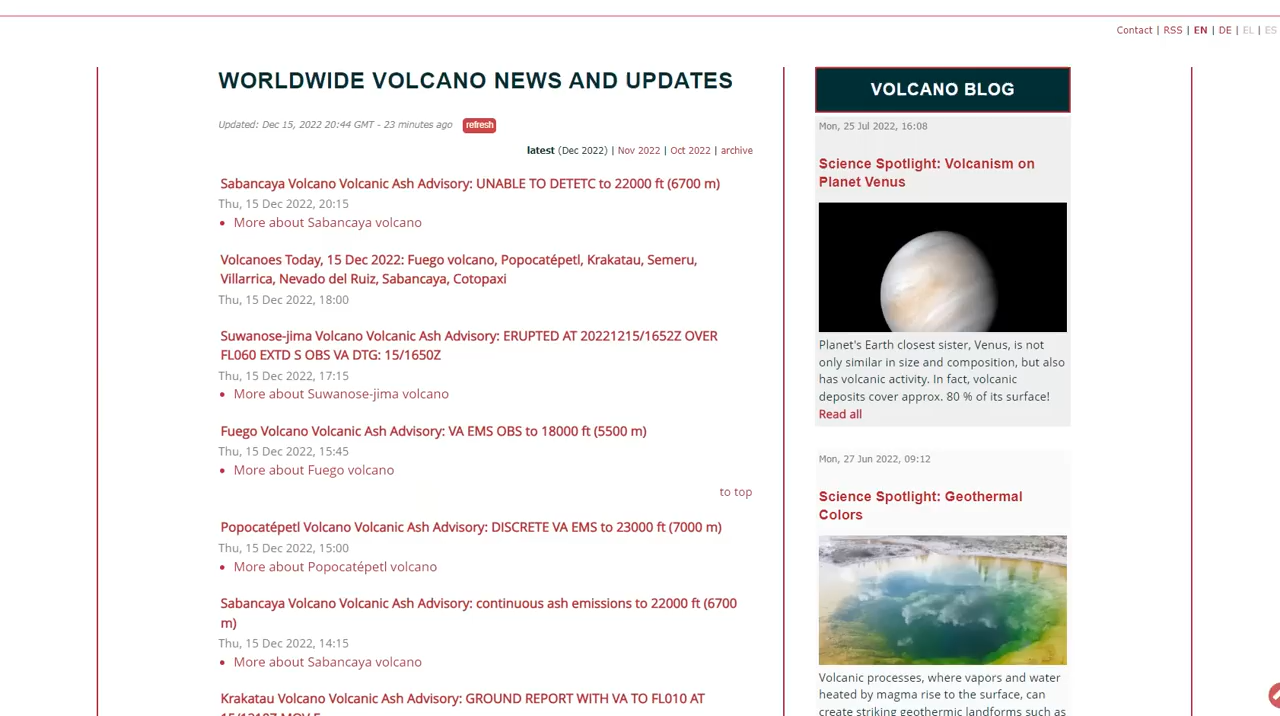 Contact | RSS | EN | DE | EL | ES
WORLDWIDE VOLCANO NEWS AND UPDATES
Updated: Dec 15, 2022 20:44 GMT - 23 minutes ago refresh
latest (Dec 2022) | Nov 2022 | Oct 2022 | archive
Sabancaya Volcano Volcanic Ash Advisory: UNABLE TO DETETC to 22000 ft (6700 m)
Thu, 15 Dec 2022, 20:15
• More about Sabancaya volcano
Volcanoes Today, 15 Dec 2022: Fuego volcano, Popocatépetl, Krakatau, Semeru,
Villarrica, Nevado del Ruiz, Sabancaya, Cotopaxi
Thu, 15 Dec 2022, 18:00
Suwanose-jima Volcano Volcanic Ash Advisory: ERUPTED AT 20221215/1652Z OVER
FL060 EXTD S OBS VA DTG: 15/1650Z
Thu, 15 Dec 2022, 17:15
• More about Suwanose-jima volcano
Fuego Volcano Volcanic Ash Advisory: VA EMS OBS to 18000 ft (5500 m)
Thu, 15 Dec 2022, 15:45
• More about Fuego volcano
to top
Popocatépetl Volcano Volcanic Ash Advisory: DISCRETE VA EMS to 23000 ft (7000 m)
Thu, 15 Dec 2022, 15:00
• More about Popocatépetl volcano
Sabancaya Volcano Volcanic Ash Advisory: continuous ash emissions to 22000 ft (6700
m)
Thu, 15 Dec 2022, 14:15
• More about Sabancaya volcano
Krakatau Volcano Volcanic Ash Advisory: GROUND REPORT WITH VA TO FL010 AT
VOLCANO BLOG
Mon, 25 Jul 2022, 16:08
Science Spotlight: Volcanism on
Planet Venus
Planet's Earth closest sister, Venus, is not
only similar in size and composition, but also
has volcanic activity. In fact, volcanic
deposits cover approx. 80 % of its surface!
Read all
Mon, 27 Jun 2022, 09:12
Science Spotlight: Geothermal
Colors
Volcanic processes, where vapors and water
heated by magma rise to the surface, can
create striking geothermic landforms such as